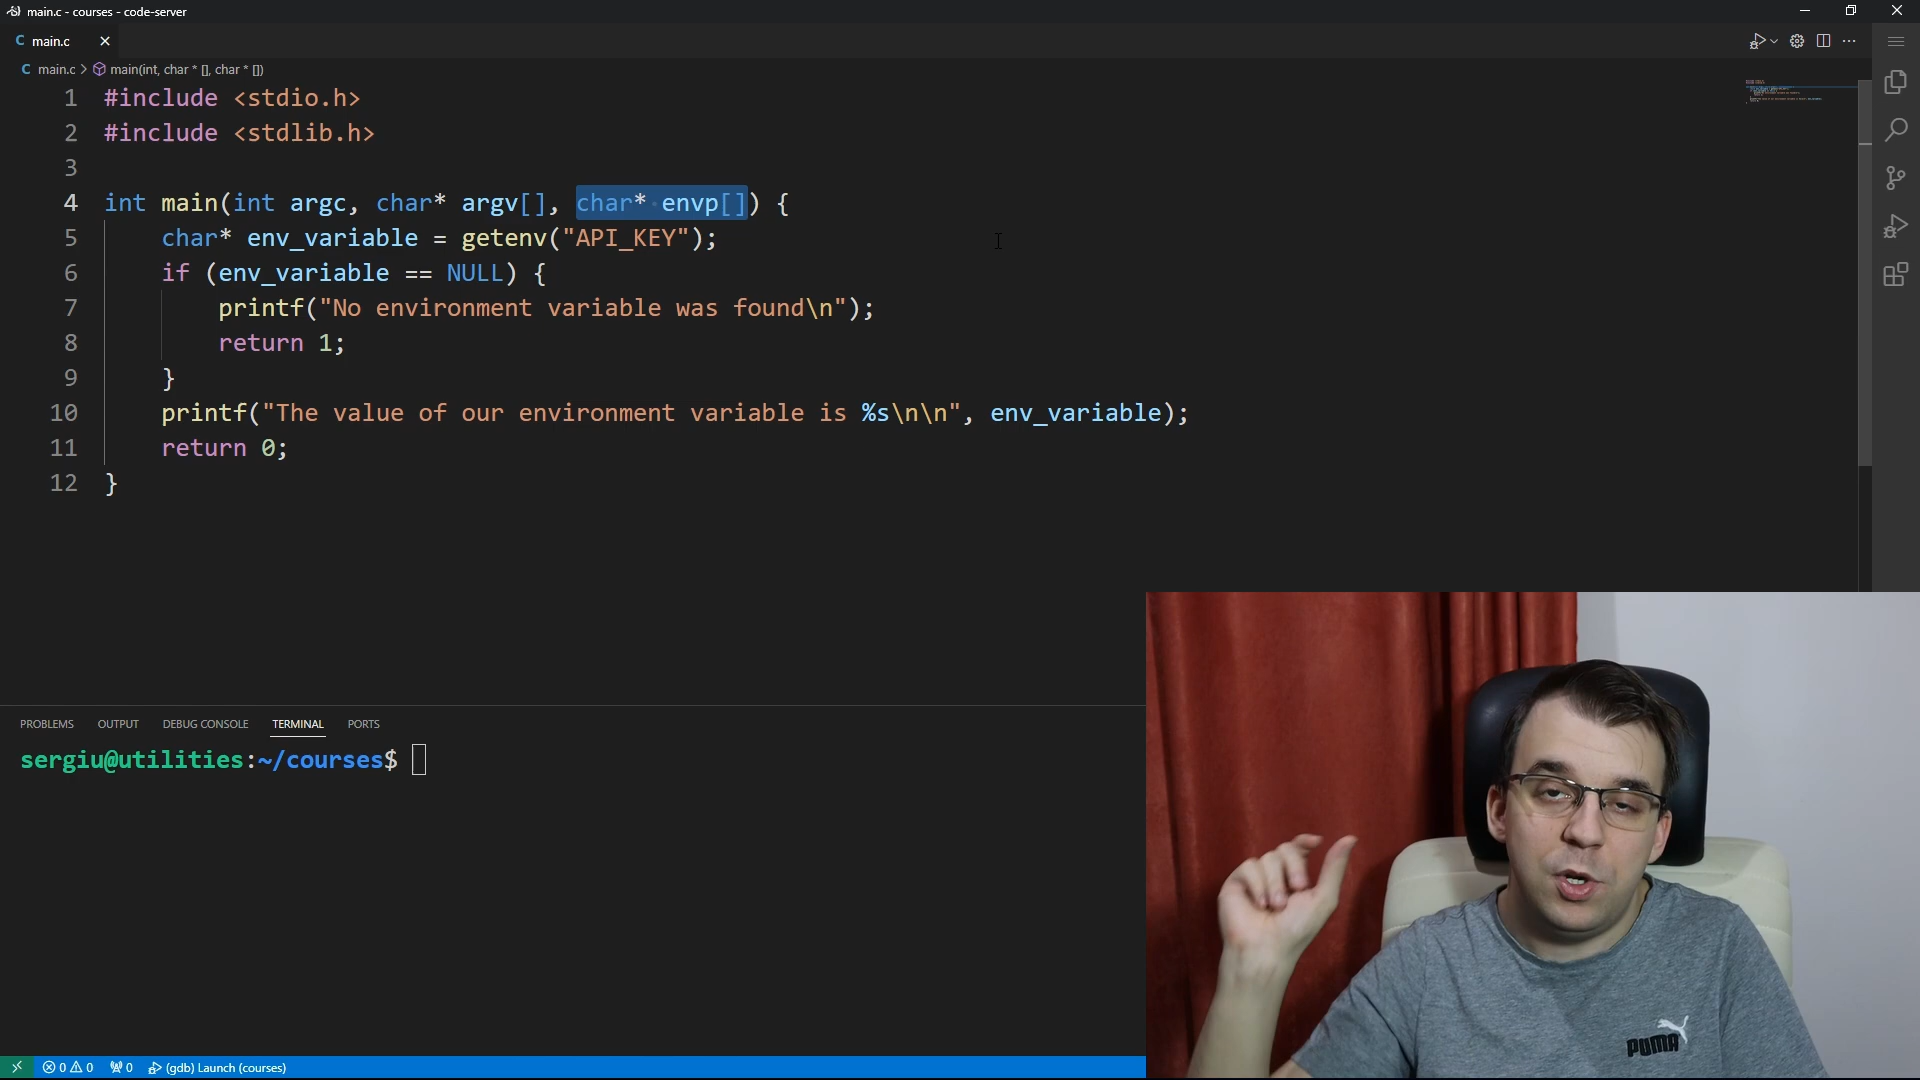 main.c - courses - code-server
C main.c
C main.c > main(int, char * [], char * [])
1 #include <stdio.h>
2 #include <stdlib.h>
3
4 int main(int argc, char* argv[], char* envp[]) {
5 char* env_variable = getenv("API_KEY");
6 if (env_variable == NULL) {
7 printf("No environment variable was found\n");
8 return 1;
9 }
10 printf("The value of our environment variable is %s\n\n", env_variable);
11 return 0;
12 }
PROBLEMS OUTPUT DEBUG CONSOLE TERMINAL PORTS
sergiu@utilities:~/courses$
PUMA
0 0 0 (gdb) Launch (courses)